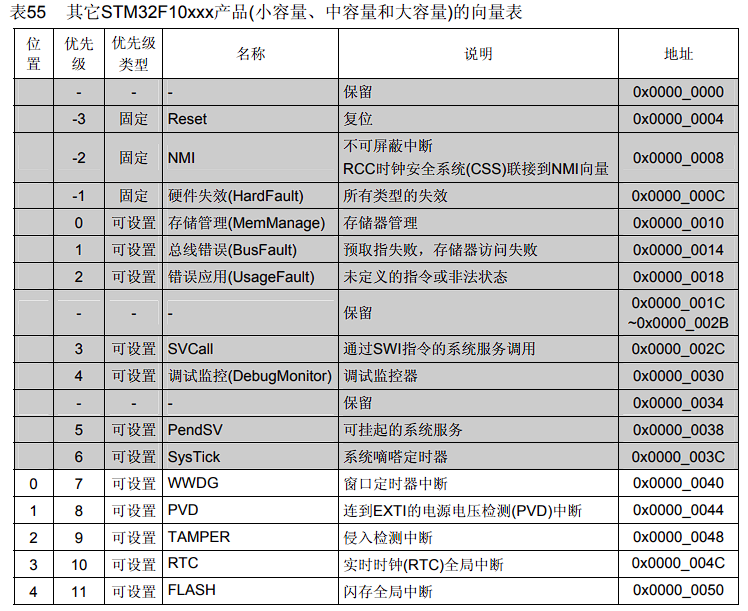 表55 其它STM32F10xxx产品(小容量、中容量和大容量)的向量表
位置 优先级 优先级类型 名称 说明 地址
- - - 保留 0x0000_0000
-3 固定 Reset 复位 0x0000_0004
-2 固定 NMI 不可屏蔽中断 RCC时钟安全系统(CSS)联接到NMI向量 0x0000_0008
-1 固定 硬件失效(HardFault) 所有类型的失效 0x0000_000C
0 可设置 存储管理(MemManage) 存储器管理 0x0000_0010
1 可设置 总线错误(BusFault) 预取指失败，存储器访问失败 0x0000_0014
2 可设置 错误应用(UsageFault) 未定义的指令或非法状态 0x0000_0018
- - - 保留 0x0000_001C ~0x0000_002B
3 可设置 SVCall 通过SWI指令的系统服务调用 0x0000_002C
4 可设置 调试监控(DebugMonitor) 调试监控器 0x0000_0030
- - - 保留 0x0000_0034
5 可设置 PendSV 可挂起的系统服务 0x0000_0038
6 可设置 SysTick 系统嘀嗒定时器 0x0000_003C
0 7 可设置 WWDG 窗口定时器中断 0x0000_0040
1 8 可设置 PVD 连到EXTI的电源电压检测(PVD)中断 0x0000_0044
2 9 可设置 TAMPER 侵入检测中断 0x0000_0048
3 10 可设置 RTC 实时时钟(RTC)全局中断 0x0000_004C
4 11 可设置 FLASH 闪存全局中断 0x0000_0050